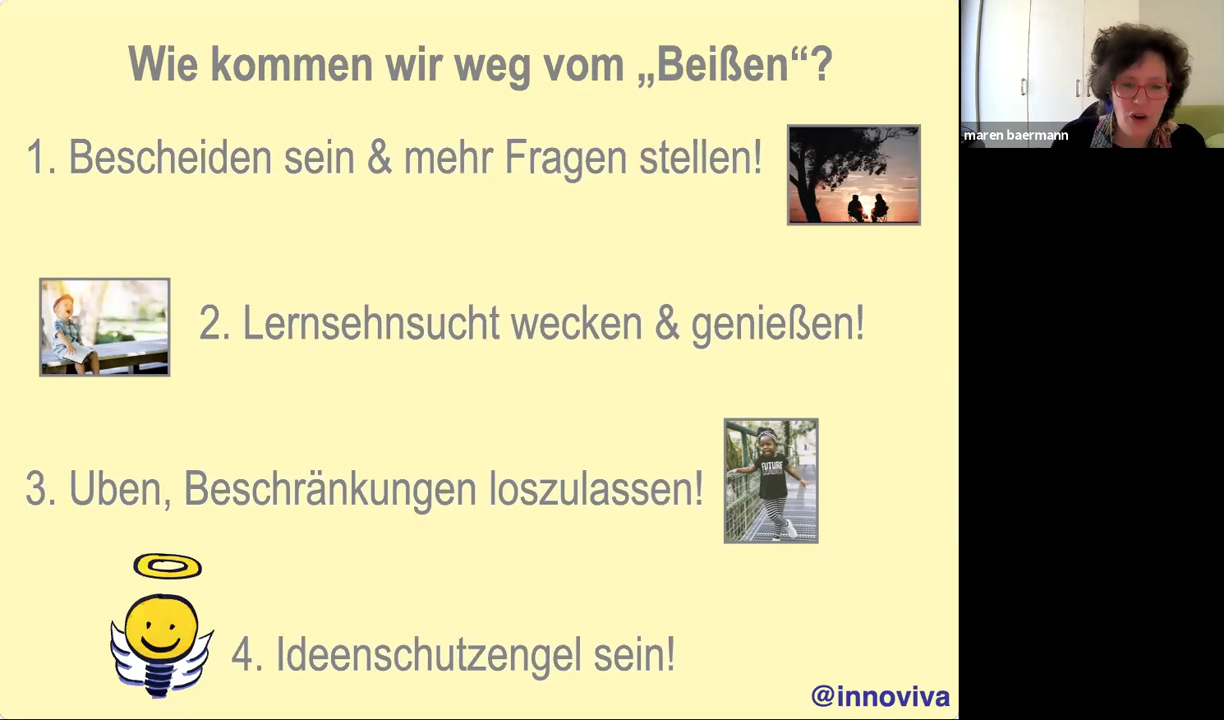 Wie kommen wir weg vom „Beißen“?
maren baermann
1. Bescheiden sein & mehr Fragen stellen!
2. Lernsehnsucht wecken & genießen!
FUTURE
3. Uben, Beschränkungen loszulassen!
4. Ideenschutzengel sein!
@innoviva